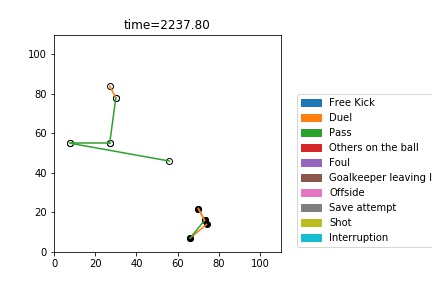 time=2237.80
100
80
60
40
20
0
0 20 40 60 80 100
Free Kick
Duel
Pass
Others on the ball
Foul
Goalkeeper leaving l
Offside
Save attempt
Shot
Interruption